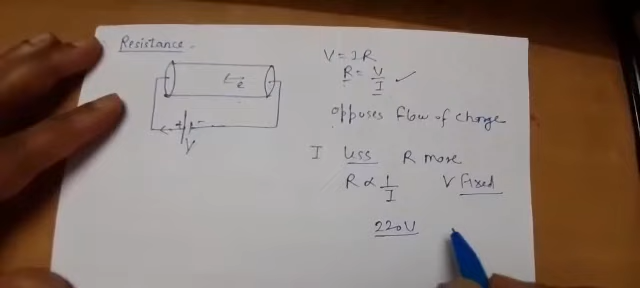 Resistance -
V = IR
R = V/I ✓
e
+ -
V
opposes flow of charge
I less R more
R ∝ 1/I V Fixed
220V